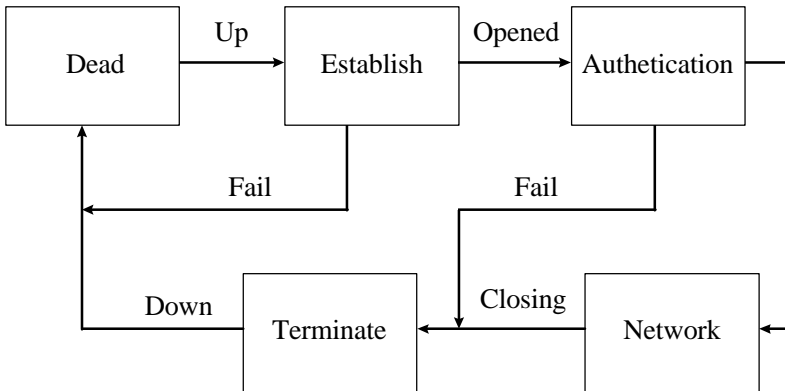 Up
Opened
Dead
Establish
Authetication
Fail
Fail
Down
Closing
Terminate
Network